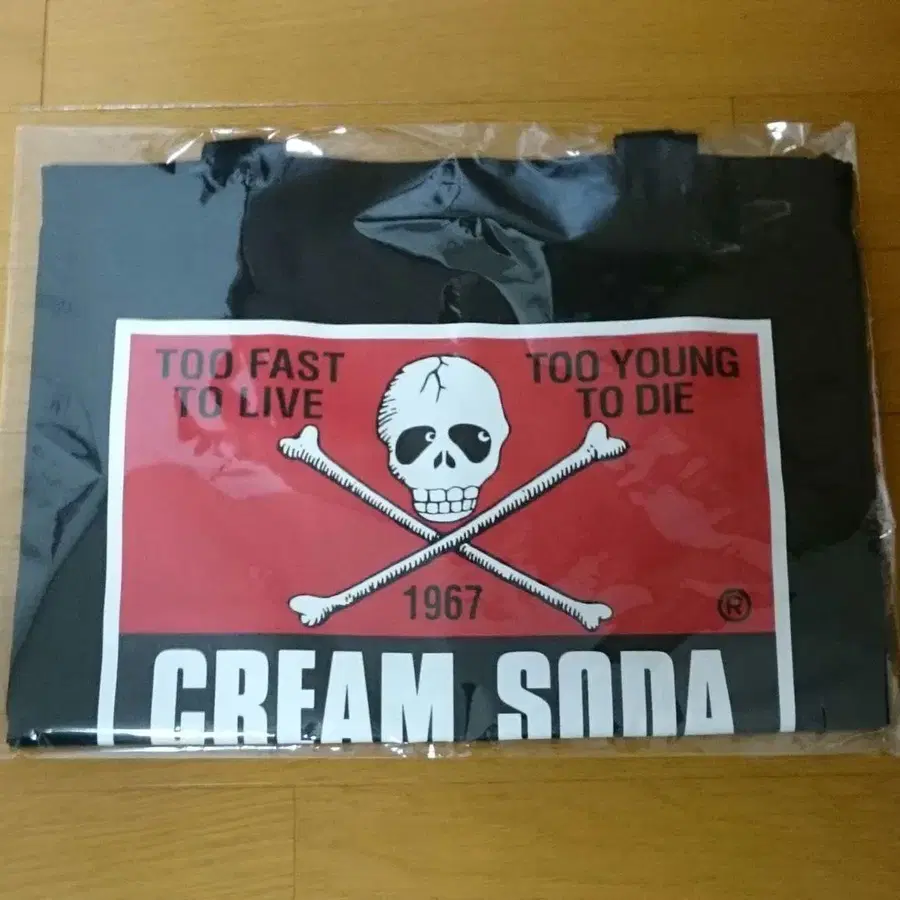 TOO FAST
TO LIVE
TOO YOUNG
TO DIE
1967
®
CREAM SODA